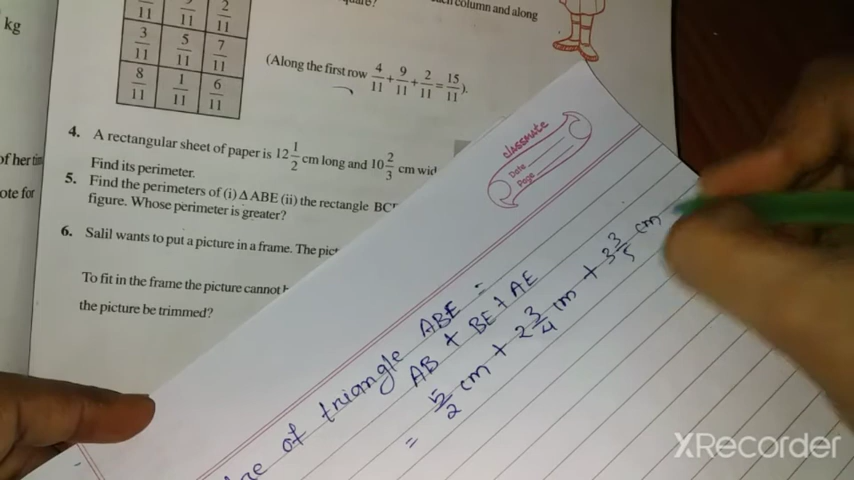 kg
column and along
11 11 2/11
3/11 5/11 7/11
8/11 1/11 6/11
(Along the first row 4/11 + 9/11 + 2/11 = 15/11).
4. A rectangular sheet of paper is 12 1/2 cm long and 10 2/3 cm wid
Find its perimeter.
of her tim
5. Find the perimeters of (i) Δ ABE (ii) the rectangle BC
ote for
figure. Whose perimeter is greater?
6. Salil wants to put a picture in a frame. The pict
To fit in the frame the picture cannot
the picture be trimmed?
classmate
Date
Page
of triangle ABE =
AB + BE + AE
= 5/2 cm + 2 3/4 cm + 3 3/5 cm
XRecorder